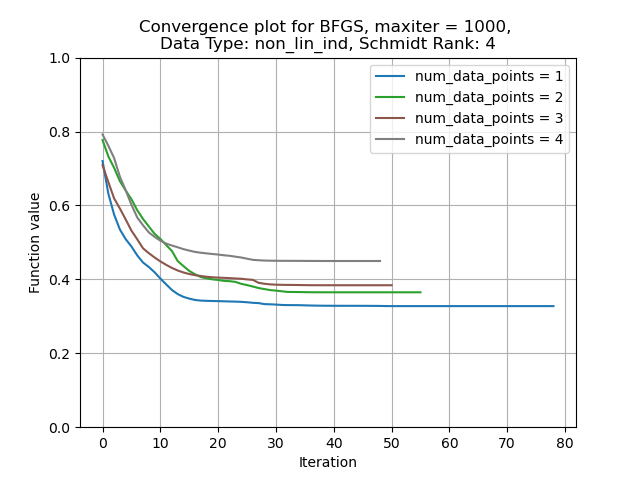 Convergence plot for BFGS, maxiter = 1000,
Data Type: non_lin_ind, Schmidt Rank: 4
num_data_points = 1
num_data_points = 2
num_data_points = 3
num_data_points = 4
Function value
1.0
0.8
0.6
0.4
0.2
0.0
0 10 20 30 40 50 60 70 80
Iteration